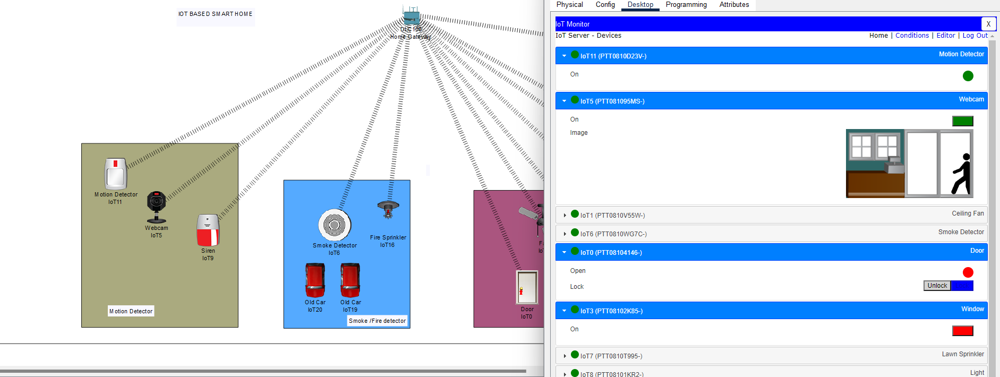 IOT BASED SMART HOME
DLC100
Home Gateway
Motion Detector
IoT11
Webcam
IoT5
Siren
IoT9
Motion Detector
Smoke Detector
IoT6
Fire Sprinkler
IoT16
Old Car
IoT20
Old Car
IoT19
Smoke /Fire detector
Door
IoT0
Physical Config Desktop Programming Attributes
IoT Monitor X
IoT Server - Devices Home | Conditions | Editor | Log Out
IoT11 (PTT0810D23V-) Motion Detector
On
IoT5 (PTT081095MS-) Webcam
On
Image
IoT1 (PTT0810V55W-) Ceiling Fan
IoT6 (PTT0810WG7C-) Smoke Detector
IoT0 (PTT08104146-) Door
Open
Lock Unlock
IoT3 (PTT08102K85-) Window
On
IoT7 (PTT0810T995-) Lawn Sprinkler
IoT8 (PTT08101KR2-) Light